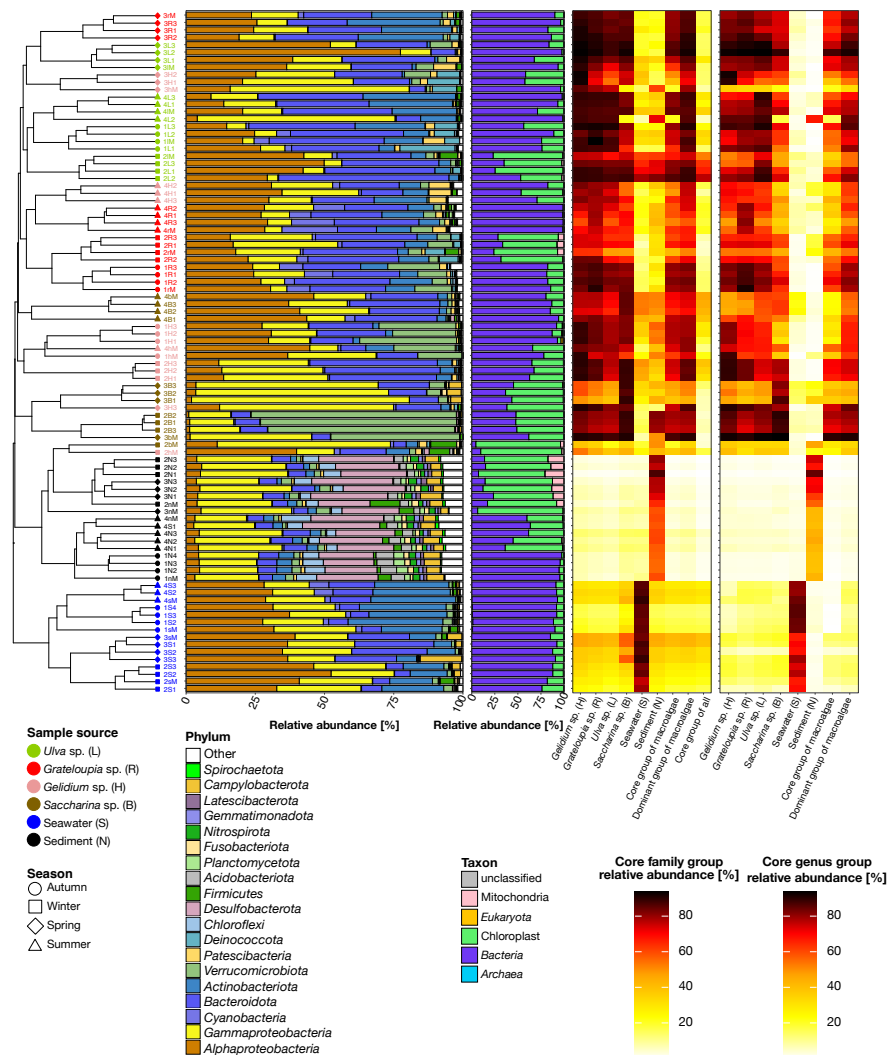 3rM
3R3
3R1
3R2
3L3
3L2
3L1
3lM
3H2
3H1
3hM
4L3
4L1
4lM
4L2
1L3
1L2
1lM
1L1
2lM
2L3
2L1
2L2
4H2
4H1
4H3
4R2
4R1
4R3
4rM
2R3
2R1
2rM
2R2
1R3
1R1
1R2
1rM
4bM
4B3
4B2
4B1
1H3
1H2
1H1
4hM
1hM
2H3
2H2
2H1
3B3
3B2
3B1
3H3
2B2
2B1
2B3
3bM
2bM
2hM
2N3
2N2
2N1
3N3
3N2
3N1
2nM
3nM
4nM
4S1
4N3
4N2
4N1
1N4
1N3
1N2
1nM
4S3
4S2
4sM
1S4
1S3
1S2
1sM
3sM
3S1
3S2
3S3
2S3
2S2
2sM
2S1
0 25 50 75 100
Relative abundance [%]
0 25 50 75 100
Relative abundance [%]
Gelidium sp. (H)
Grateloupia sp. (R)
Ulva sp. (L)
Saccharina sp. (B)
Seawater (S)
Sediment (N)
Core group of macroalgae
Dominant group of macroalgae
Core group of all
Gelidium sp. (H)
Grateloupia sp. (R)
Ulva sp. (L)
Saccharina sp. (B)
Seawater (S)
Sediment (N)
Core group of macroalgae
Dominant group of macroalgae
Sample source
Ulva sp. (L)
Grateloupia sp. (R)
Gelidium sp. (H)
Saccharina sp. (B)
Seawater (S)
Sediment (N)
Season
Autumn
Winter
Spring
Summer
Phylum
Other
Spirochaetota
Campylobacterota
Latescibacterota
Gemmatimonadota
Nitrospirota
Fusobacteriota
Planctomycetota
Acidobacteriota
Firmicutes
Desulfobacterota
Chloroflexi
Deinococcota
Patescibacteria
Verrucomicrobiota
Actinobacteriota
Bacteroidota
Cyanobacteria
Gammaproteobacteria
Alphaproteobacteria
Taxon
unclassified
Mitochondria
Eukaryota
Chloroplast
Bacteria
Archaea
Core family group
relative abundance [%]
80
60
40
20
Core genus group
relative abundance [%]
80
60
40
20